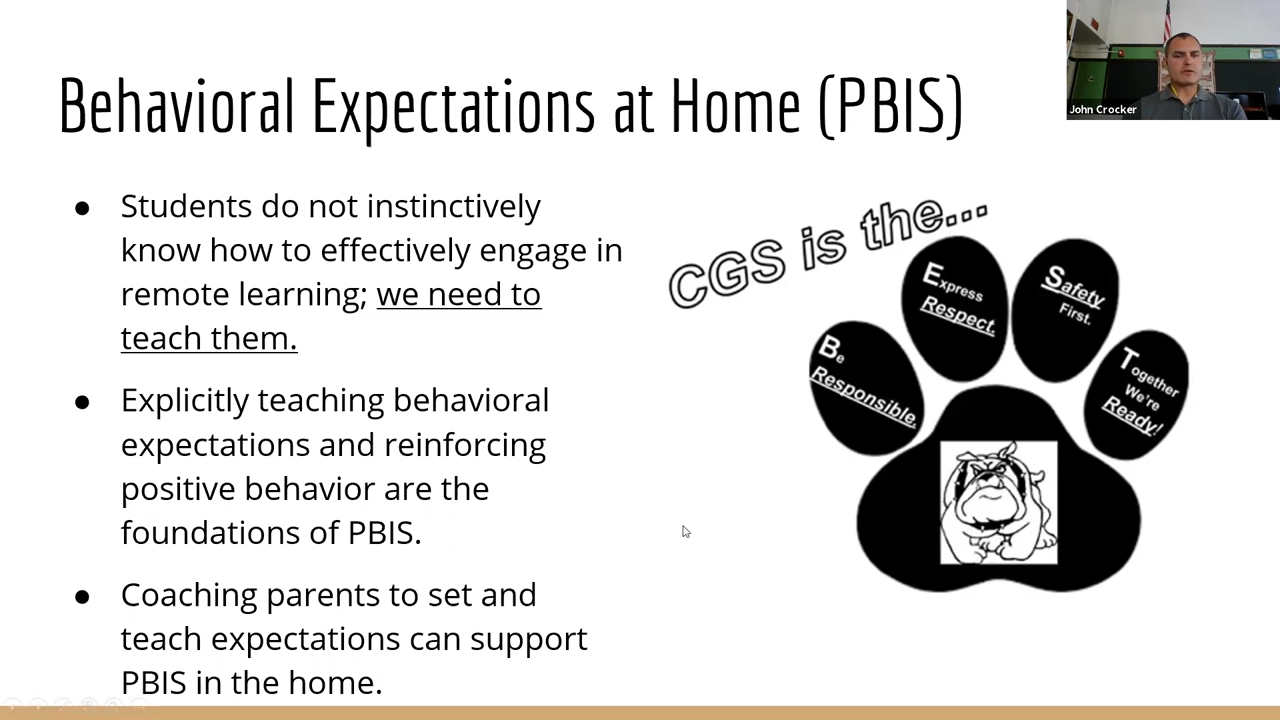 Behavioral Expectations at Home (PBIS)
John Crocker
● Students do not instinctively
know how to effectively engage in
remote learning; we need to
teach them.
● Explicitly teaching behavioral
expectations and reinforcing
positive behavior are the
foundations of PBIS.
● Coaching parents to set and
teach expectations can support
PBIS in the home.
CGS is the...
Be
Responsible.
Express
Respect.
Safety
First.
Together
We're
Ready!